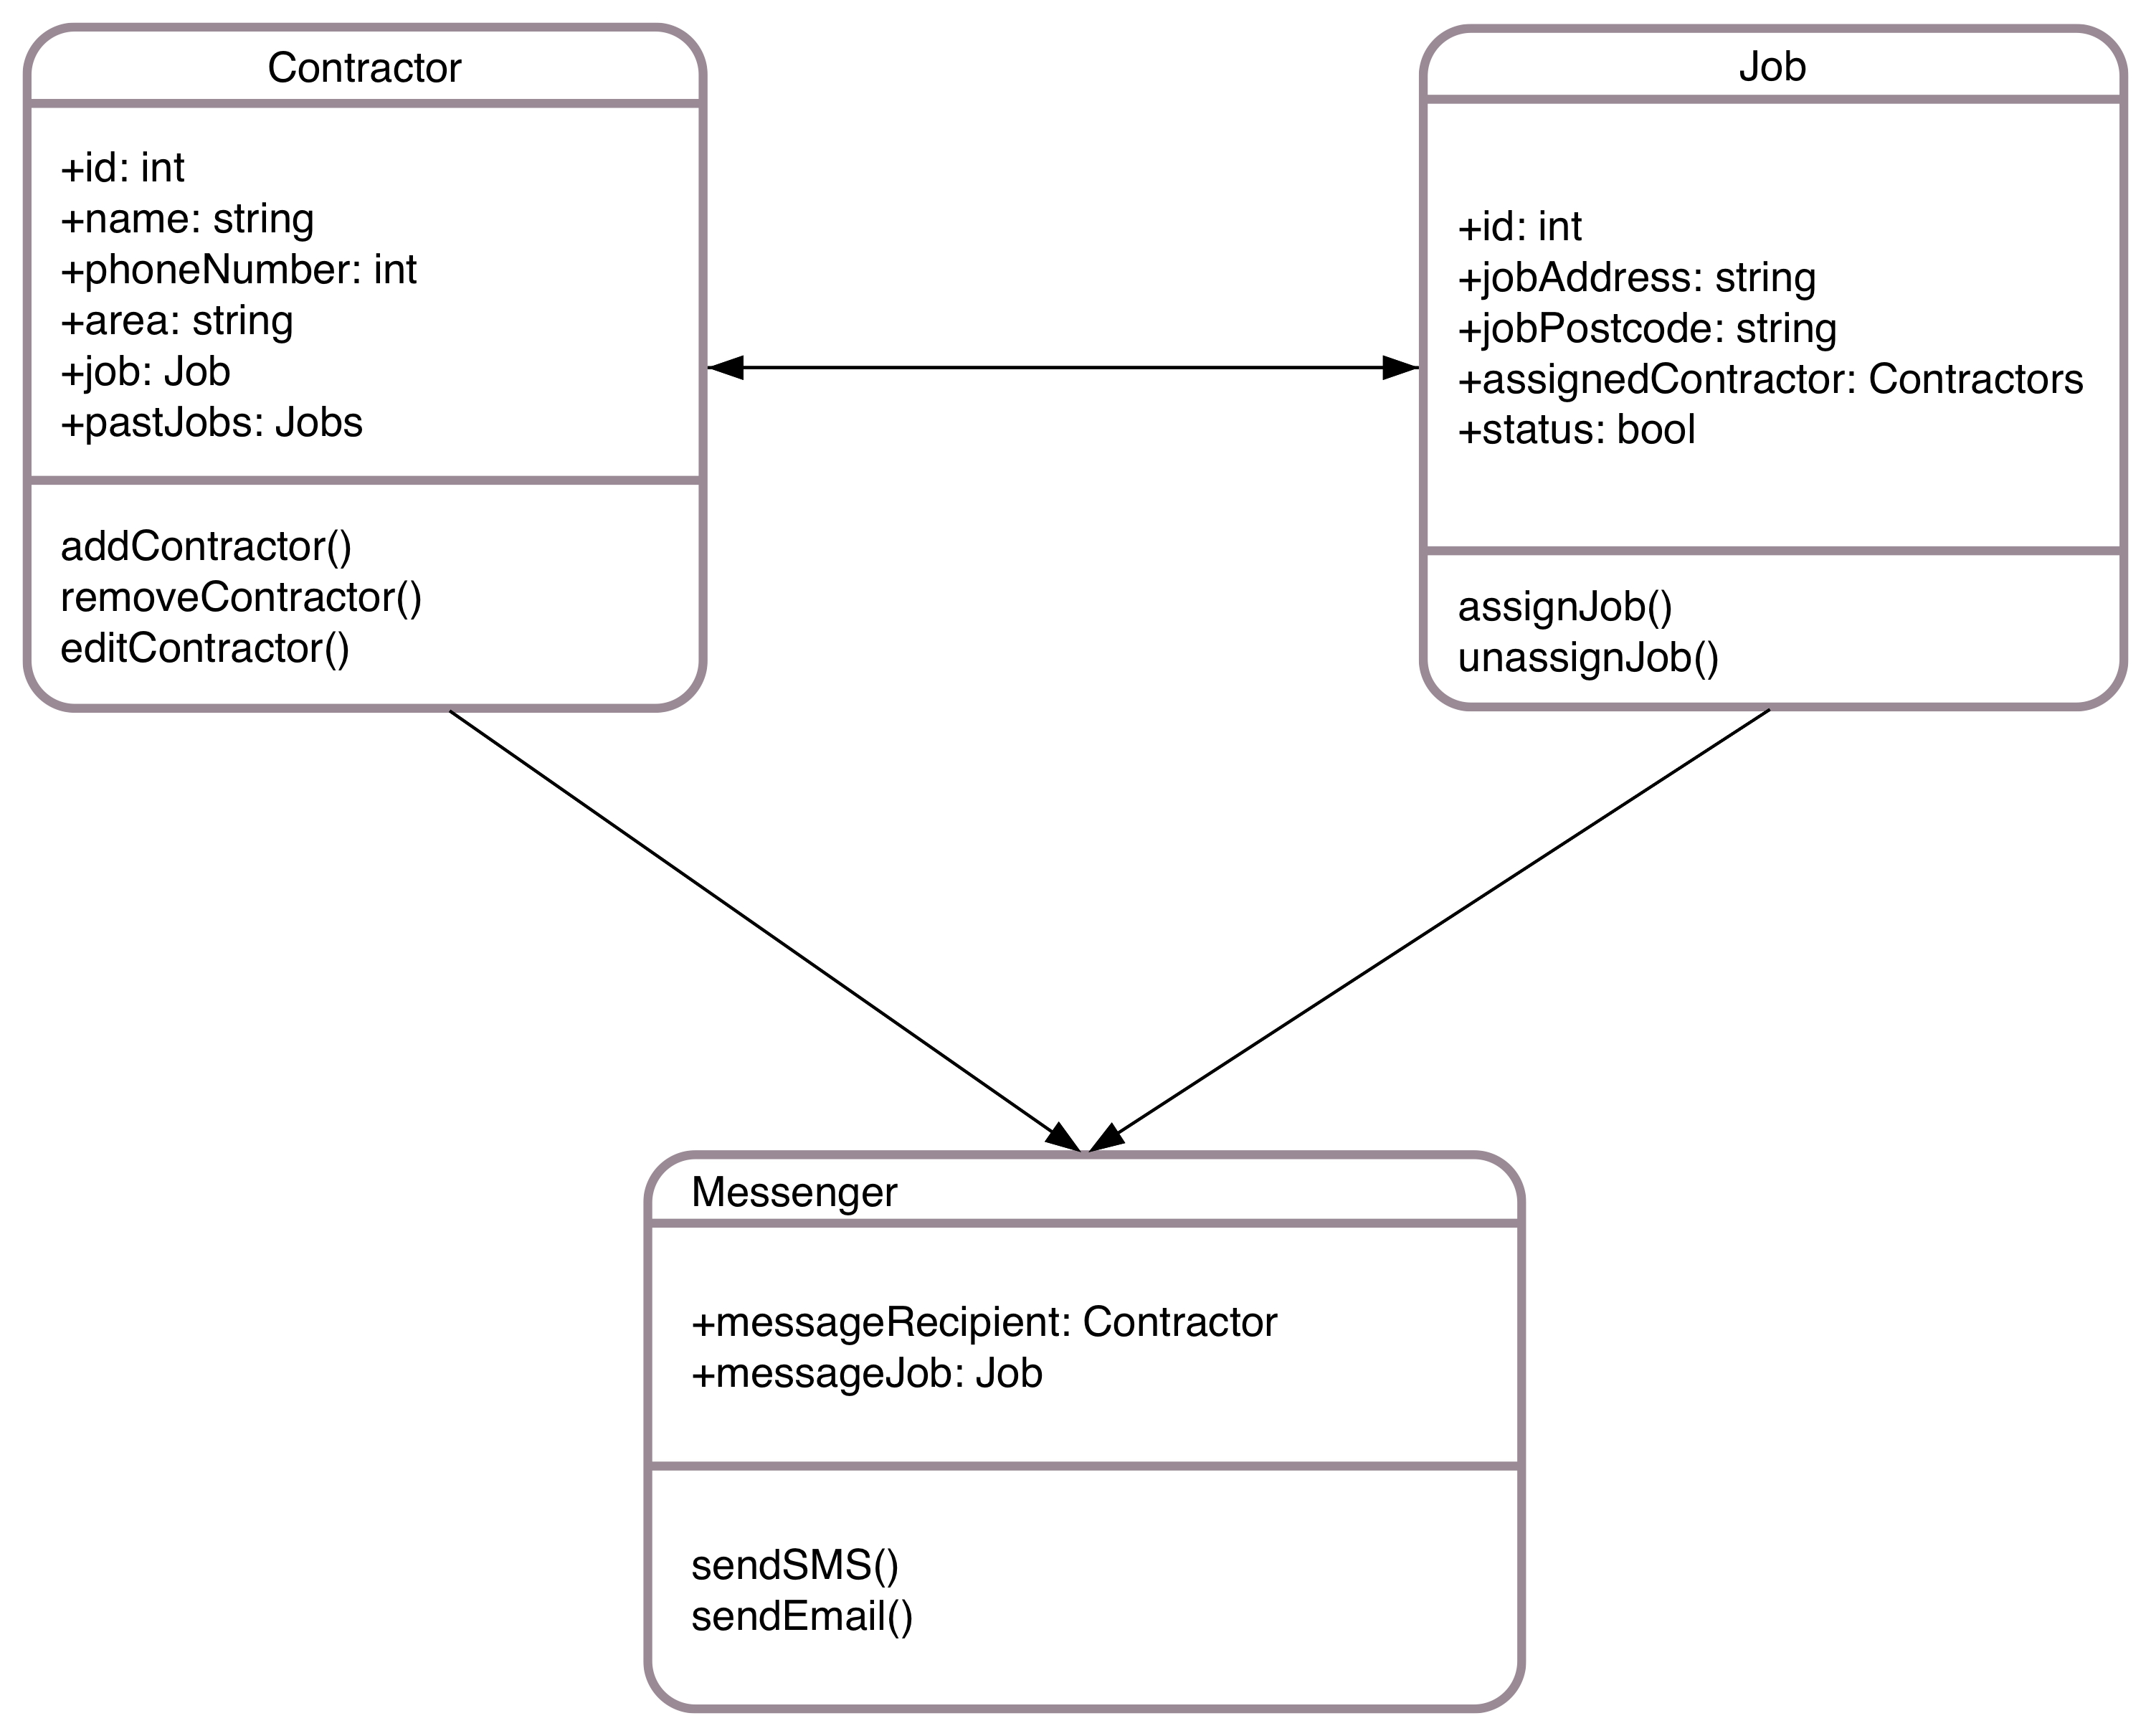 Contractor
+id: int
+name: string
+phoneNumber: int
+area: string
+job: Job
+pastJobs: Jobs
addContractor()
removeContractor()
editContractor()
Job
+id: int
+jobAddress: string
+jobPostcode: string
+assignedContractor: Contractors
+status: bool
assignJob()
unassignJob()
Messenger
+messageRecipient: Contractor
+messageJob: Job
sendSMS()
sendEmail()